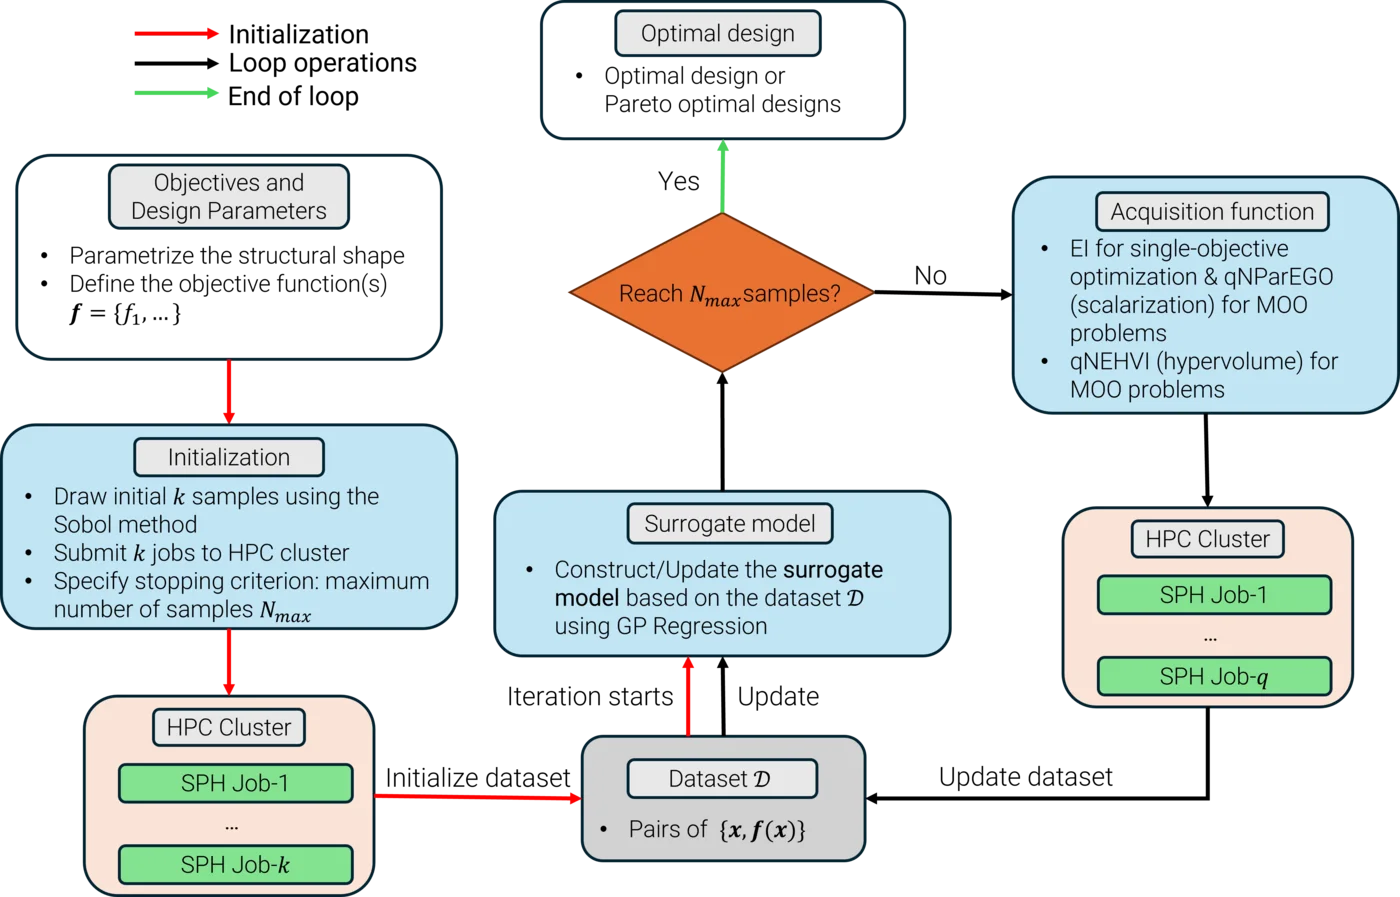 Initialization
Loop operations
End of loop
Optimal design
• Optimal design or
Pareto optimal designs
Yes
Objectives and
Design Parameters
• Parametrize the structural shape
• Define the objective function(s)
𝒇 = {f₁, … }
Reach 𝑵ₘₐₓ samples?
No
Acquisition function
• EI for single-objective
optimization & qNParEGO
(scalarization) for MOO
problems
• qNEHVI (hypervolume) for
MOO problems
Initialization
• Draw initial 𝑘 samples using the
Sobol method
• Submit 𝑘 jobs to HPC cluster
• Specify stopping criterion: maximum
number of samples 𝑁ₘₐₓ
Surrogate model
• Construct/Update the surrogate
model based on the dataset 𝒟
using GP Regression
HPC Cluster
SPH Job-1
...
SPH Job-𝒒
Iteration starts
Update
HPC Cluster
SPH Job-1
...
SPH Job-𝒌
Initialize dataset
Dataset 𝒟
• Pairs of {𝒙, 𝒇(𝒙)}
Update dataset